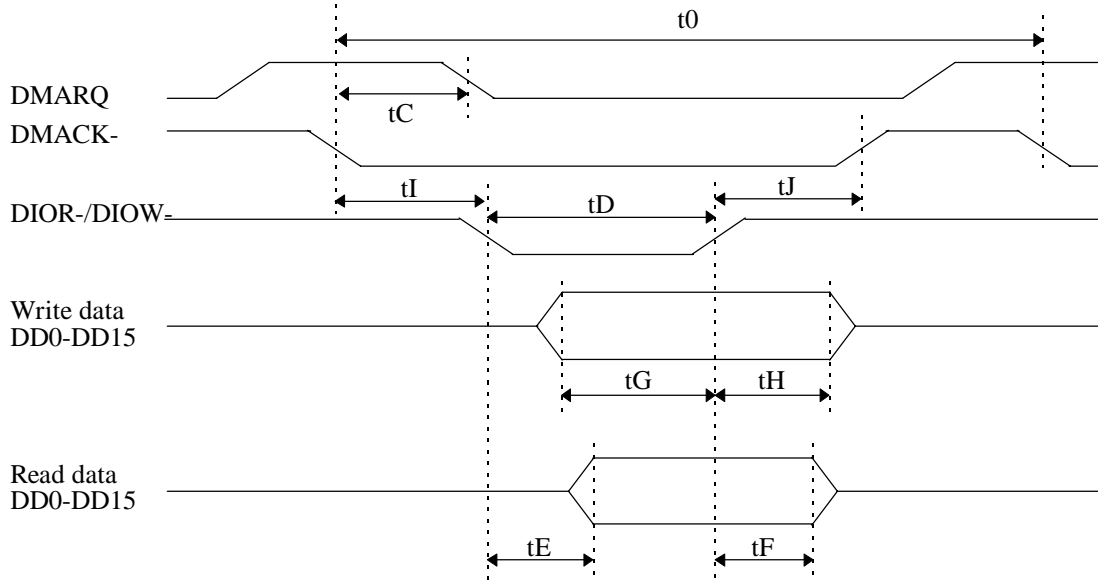 t0
DMARQ
tC
DMACK-
tI
tJ
DIOR-/DIOW-
tD
Write data
DD0-DD15
tG
tH
Read data
DD0-DD15
tE
tF